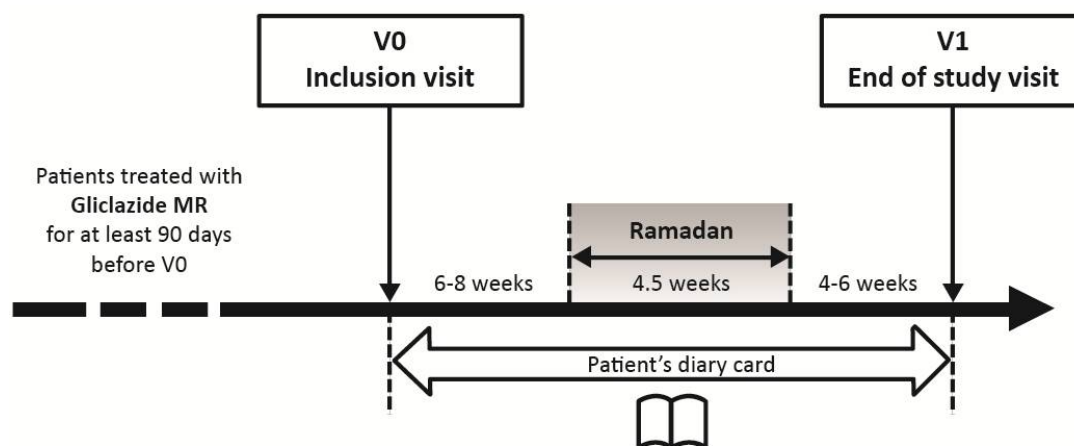 V0
Inclusion visit
V1
End of study visit
Patients treated with
Gliclazide MR
for at least 90 days
before V0
Ramadan
6-8 weeks
4.5 weeks
4-6 weeks
Patient’s diary card